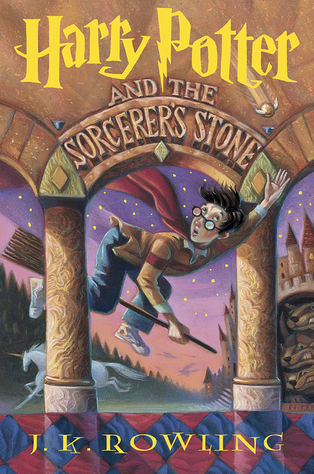 Harry Potter
AND THE
SORCERER'S STONE
J. K. ROWLING